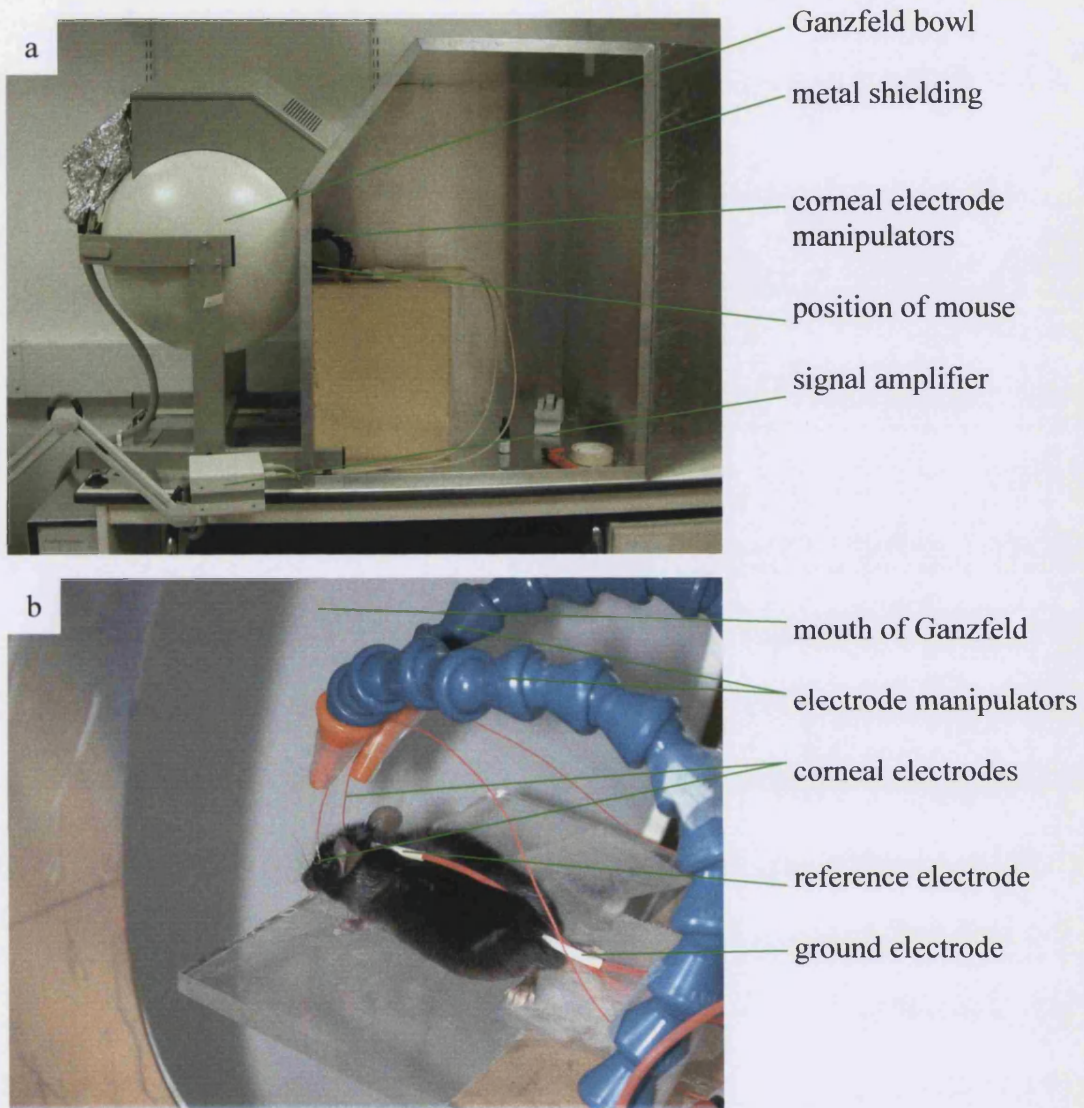 a
Ganzfeld bowl
metal shielding
corneal electrode
manipulators
position of mouse
signal amplifier
b
mouth of Ganzfeld
electrode manipulators
corneal electrodes
reference electrode
ground electrode